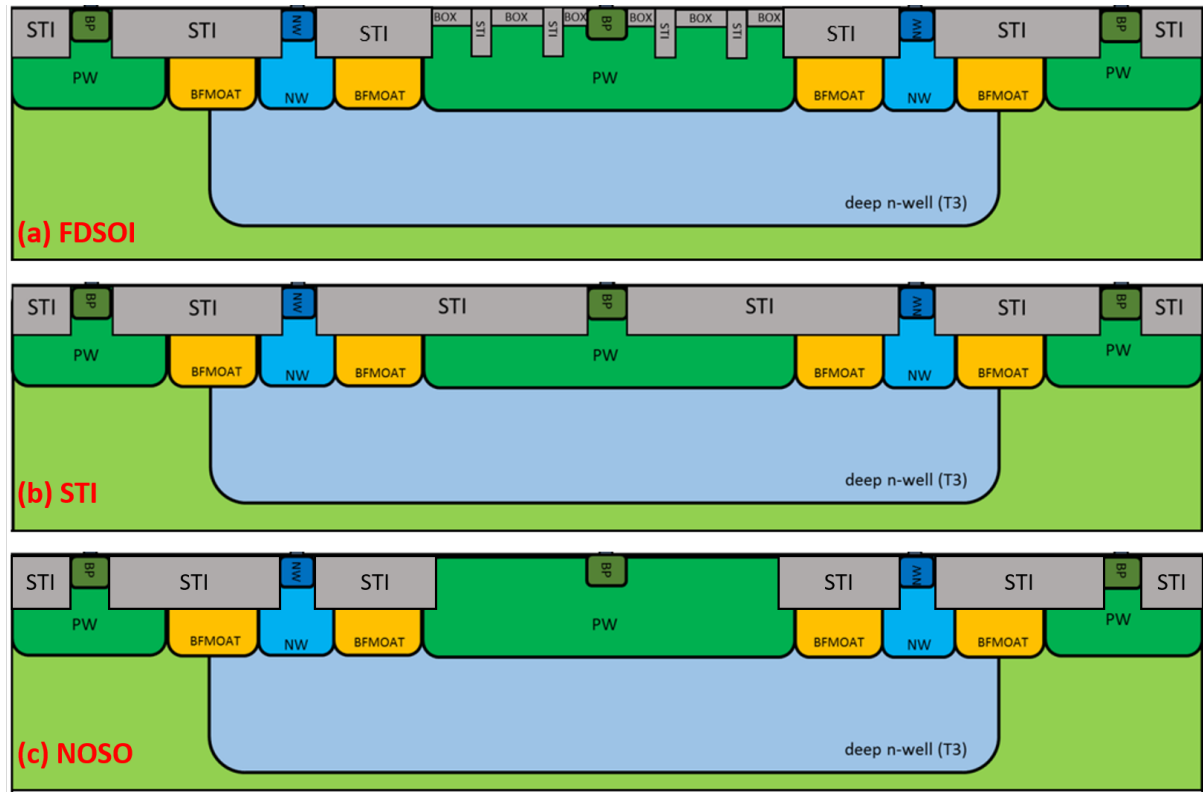 STI BP STI NW STI BOX STI BOX STI BOX BP BOX STI BOX STI BOX STI NW STI BP STI
PW BFMOAT NW BFMOAT PW BFMOAT NW BFMOAT PW
deep n-well (T3)
(a) FDSOI
STI BP STI NW STI BP STI NW STI BP STI
PW BFMOAT NW BFMOAT PW BFMOAT NW BFMOAT PW
deep n-well (T3)
(b) STI
STI BP STI NW STI BP STI NW STI BP STI
PW BFMOAT NW BFMOAT PW BFMOAT NW BFMOAT PW
deep n-well (T3)
(c) NOSO